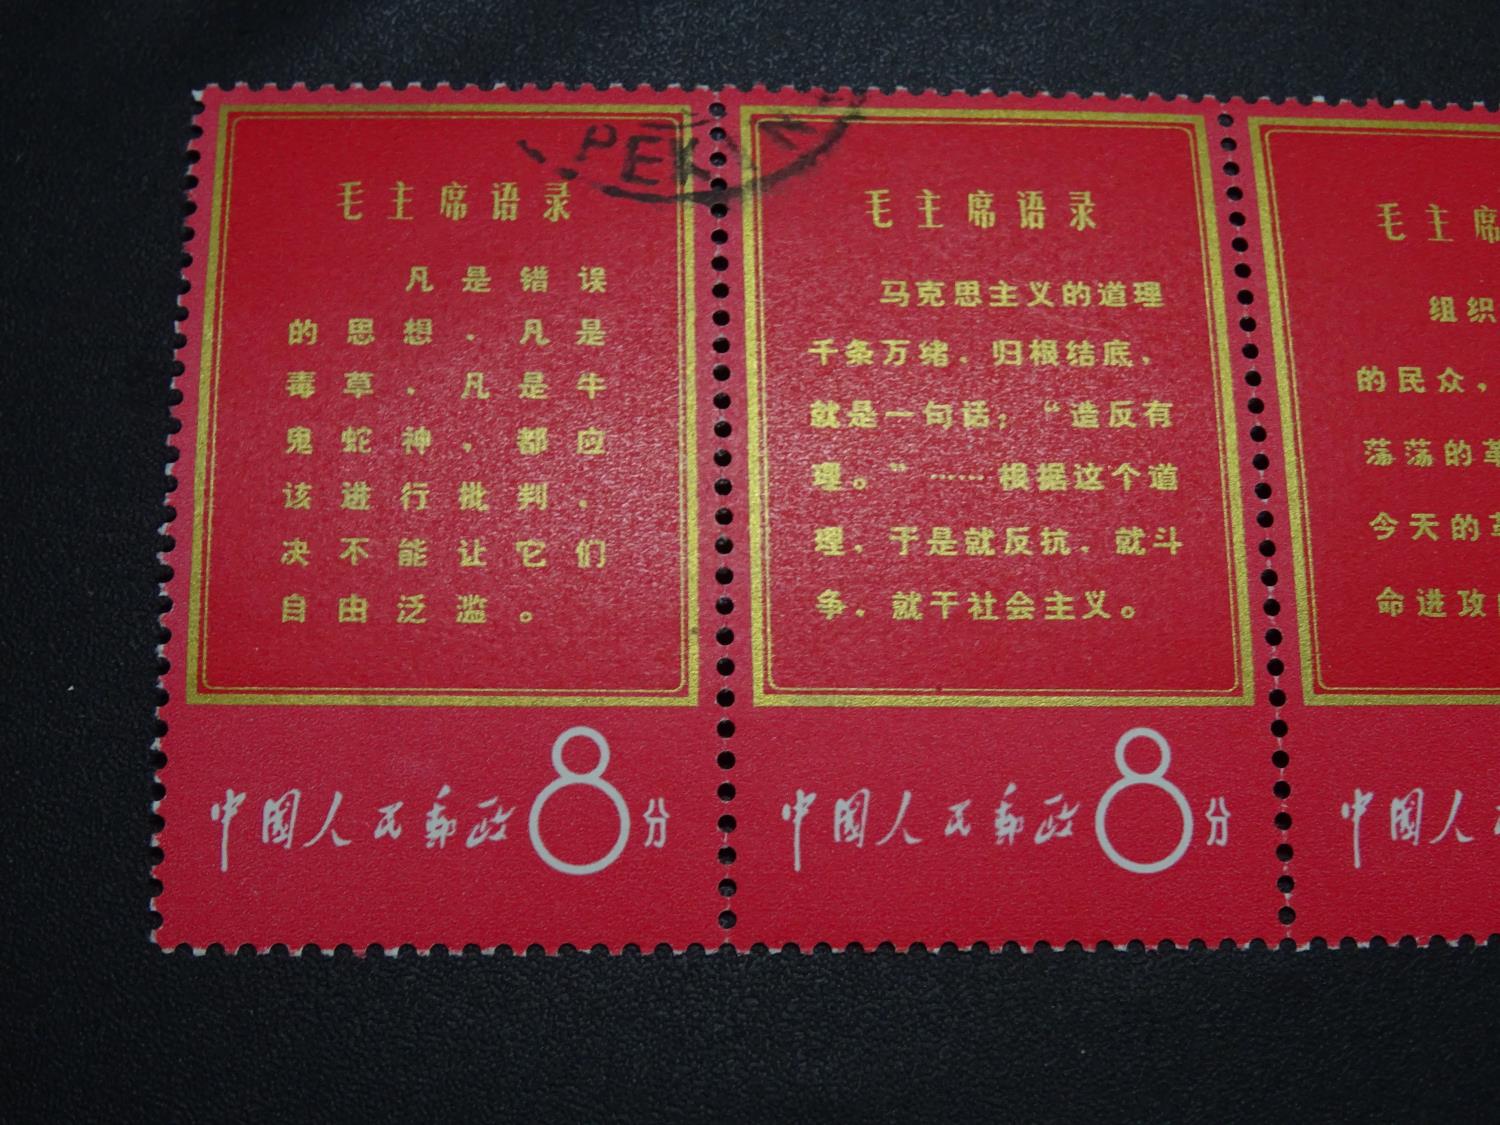 PEKIN
毛主席语录
凡是错误
的思想，凡是
毒草，凡是牛
鬼蛇神，都应
该进行批判，
决不能让它们
自由泛滥。
中国人民邮政 8分
毛主席语录
马克思主义的道理
千条万绪，归根结底，
就是一句话：“造反有
理。”……根据这个道
理，于是就反抗，就斗
争，就干社会主义。
中国人民邮政 8分
毛主席
组织
的民众，
荡荡的革
今天的革
命进攻
中国人